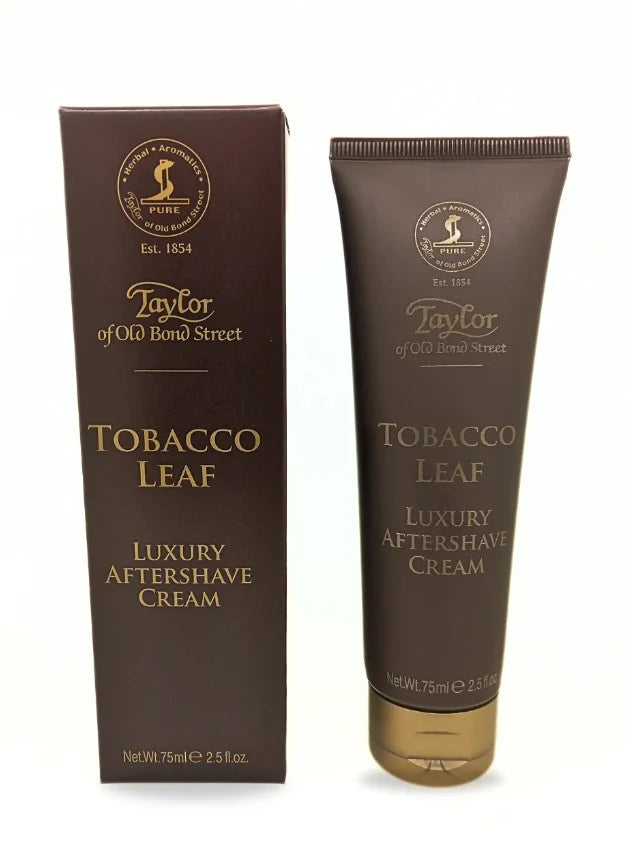 Herbal • Aromatics
PURE
Taylor of Old Bond Street
Est. 1854
Taylor
of Old Bond Street
TOBACCO
LEAF
LUXURY
AFTERSHAVE
CREAM
Net.Wt.75ml e 2.5 fl.oz.
Herbal • Aromatics
PURE
Taylor of Old Bond Street
Est. 1854
Taylor
of Old Bond Street
TOBACCO
LEAF
LUXURY
AFTERSHAVE
CREAM
Net.Wt.75ml e 2.5 fl.oz